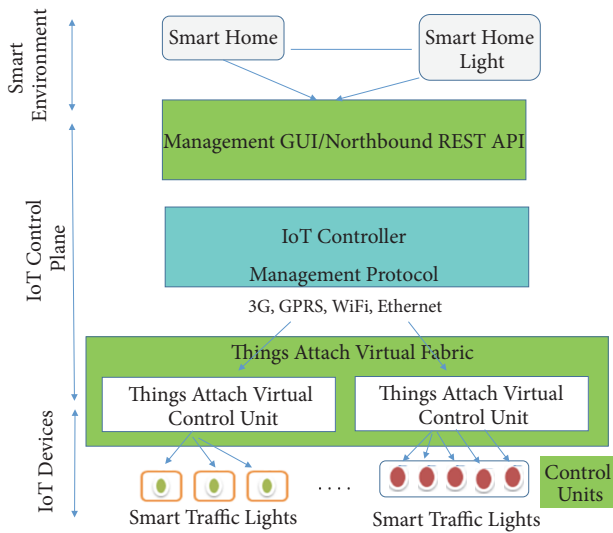 Smart Home
Smart Home
Light
Smart
Environment
Management GUI/Northbound REST API
IoT Control
Plane
IoT Controller
Management Protocol
3G, GPRS, WiFi, Ethernet
Things Attach Virtual Fabric
Things Attach Virtual
Control Unit
Things Attach Virtual
Control Unit
IoT Devices
. . . .
Control
Units
Smart Traffic Lights
Smart Traffic Lights